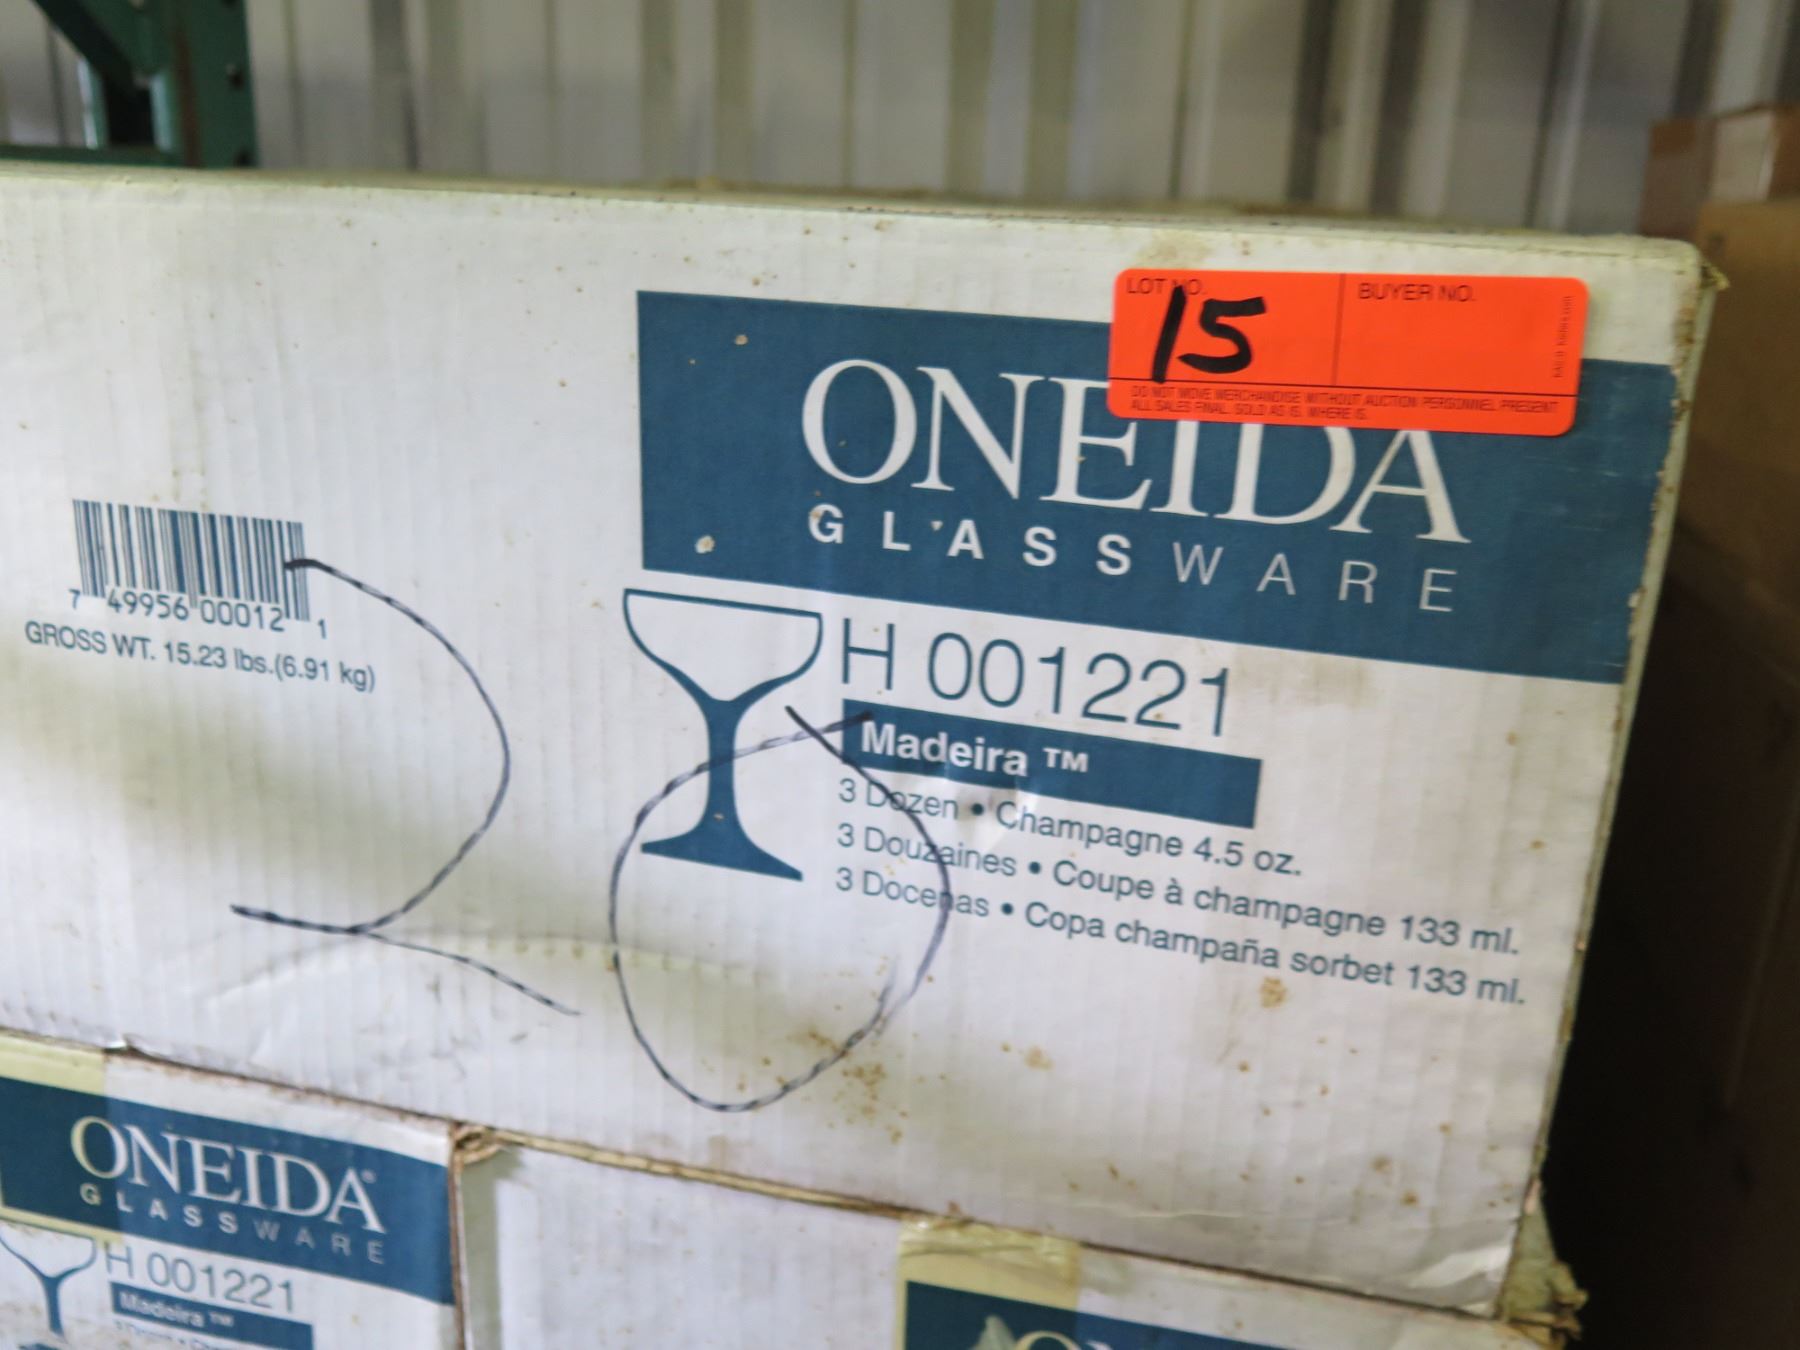 LOT NO. BUYER NO.
15
DO NOT MOVE MERCHANDISE WITHOUT AUCTION PERSONNEL PRESENT
ALL SALES FINAL. SOLD AS IS. WHERE IS.
ONEIDA
GLASSWARE
7 49956 00012 1
GROSS WT. 15.23 lbs.(6.91 kg)
H 001221
Madeira ™
3 Dozen • Champagne 4.5 oz.
3 Douzaines • Coupe à champagne 133 ml.
3 Docenas • Copa champaña sorbet 133 ml.
20
ONEIDA®
GLASSWARE
H 001221
Madeira ™